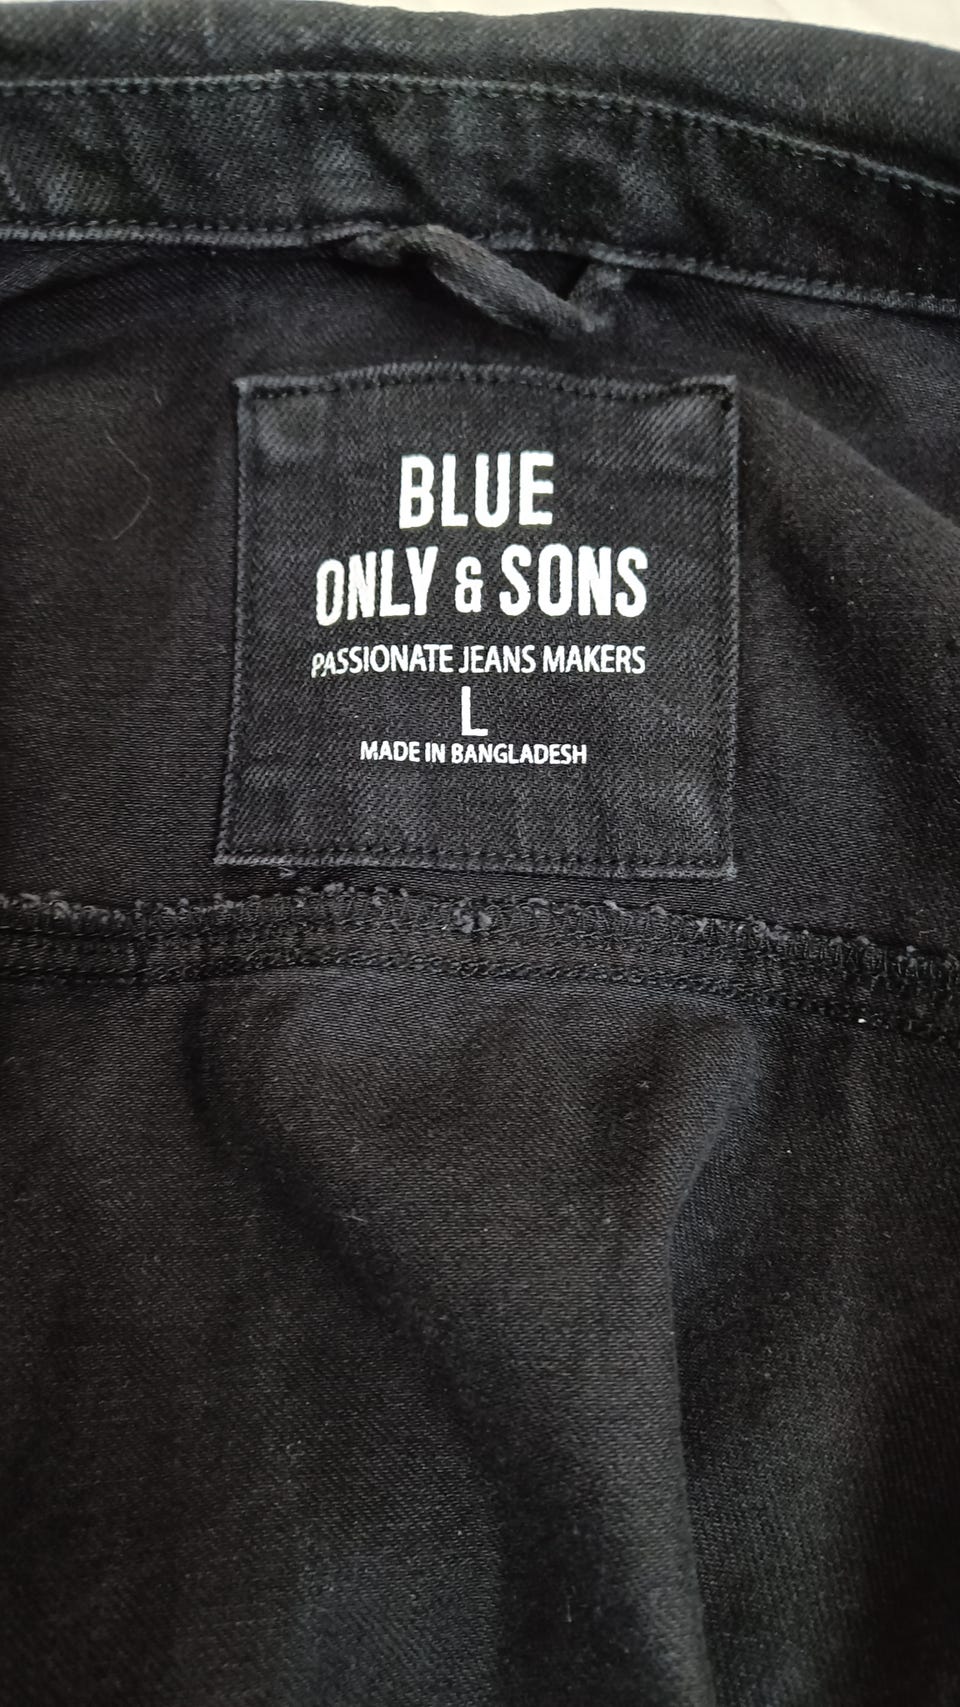 BLUE
ONLY & SONS
PASSIONATE JEANS MAKERS
L
MADE IN BANGLADESH